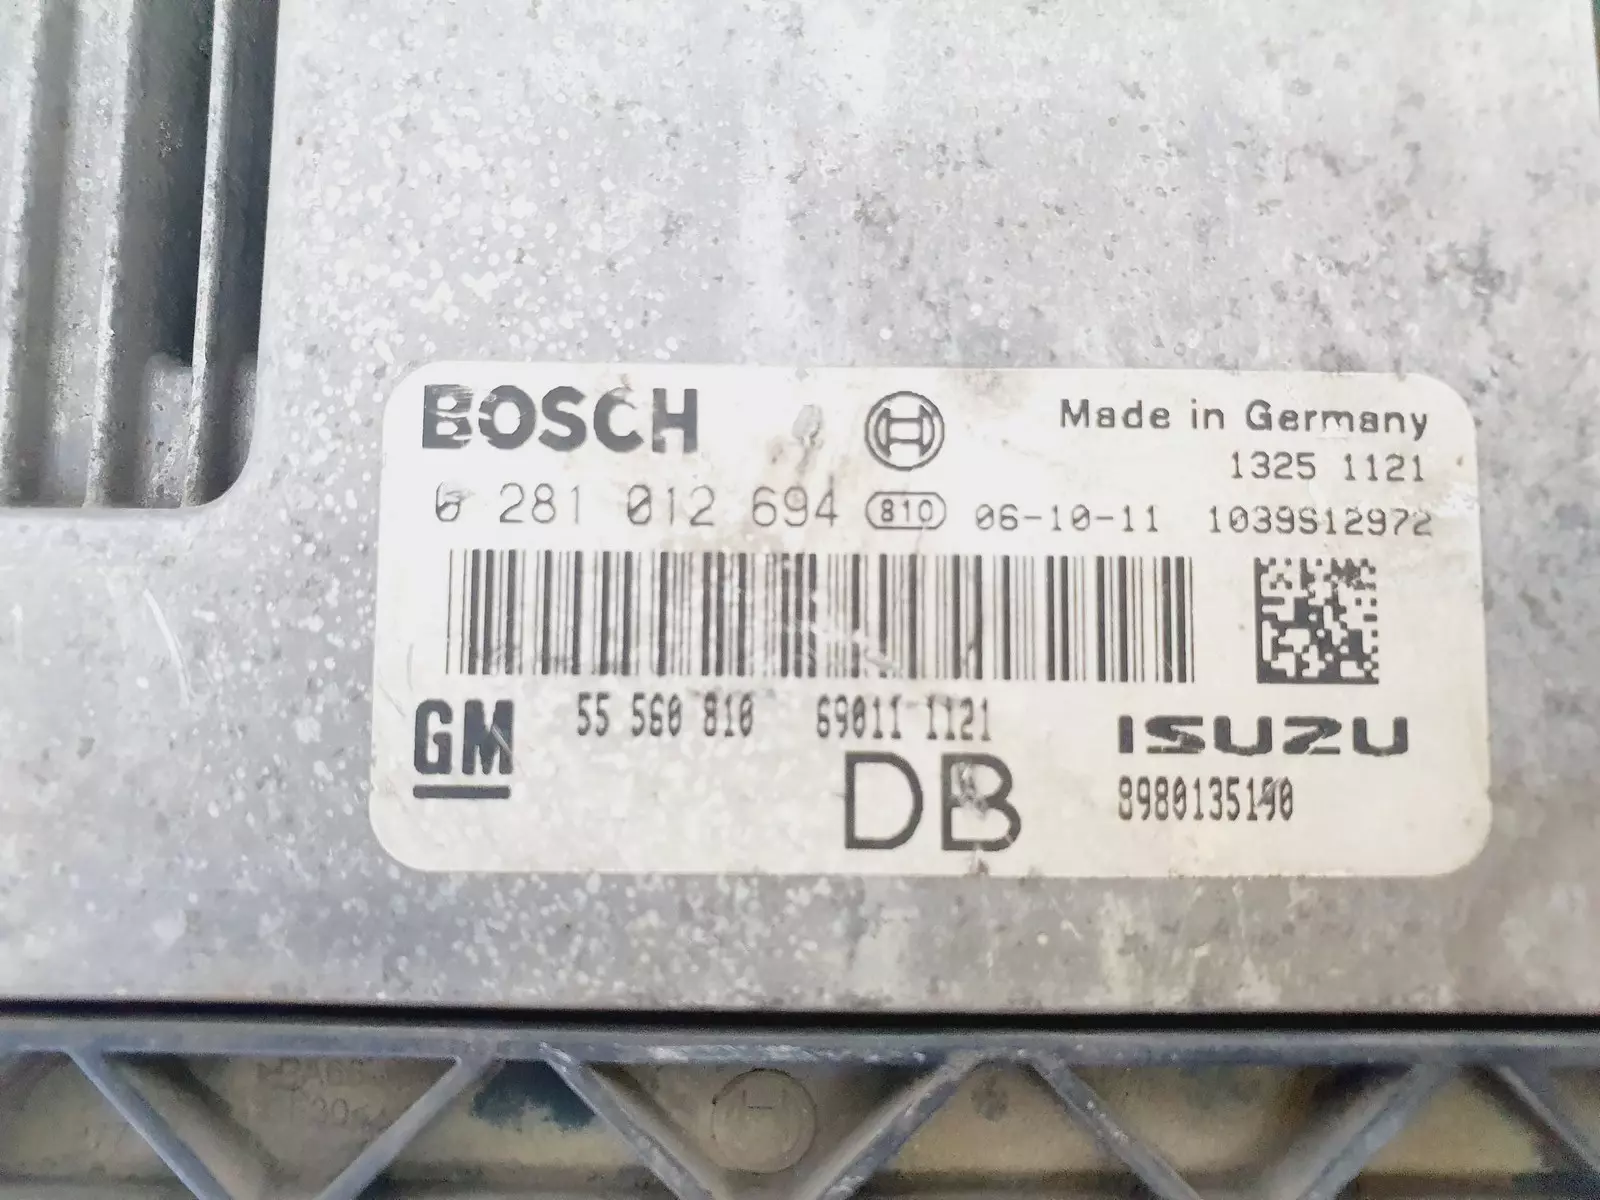 BOSCH
Made in Germany
1325 1121
0 281 012 694 810 06-10-11 1039S12972
GM 55 560 810 69011 1121 ISUZU
DB 8980135190